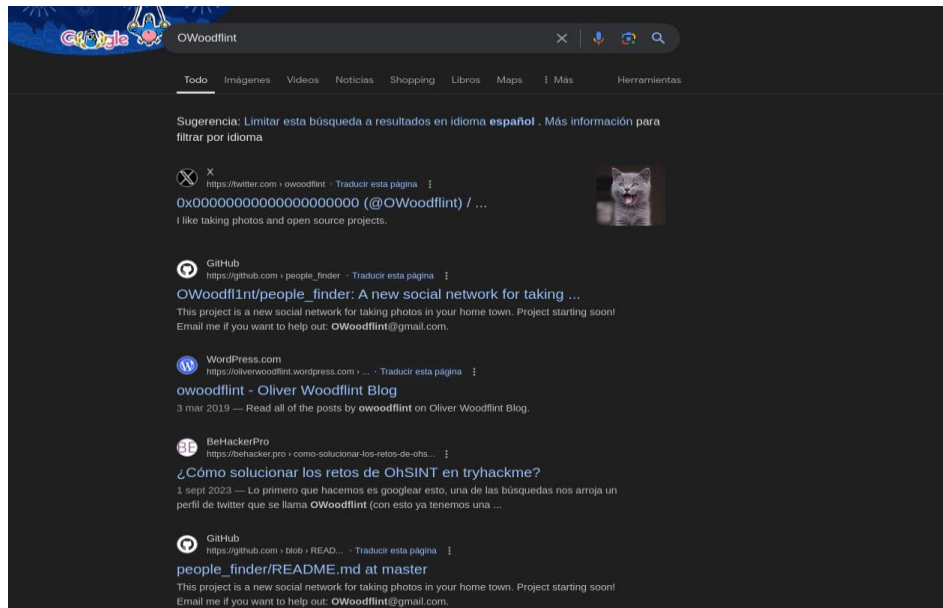 Google
OWoodflint
Todo Imágenes Videos Noticias Shopping Libros Maps Más Herramientas
Sugerencia: Limitar esta búsqueda a resultados en idioma español . Más información para
filtrar por idioma
X
https://twitter.com › owoodflint · Traducir esta página
0x00000000000000000000 (@OWoodflint) / ...
I like taking photos and open source projects.
GitHub
https://github.com › people_finder · Traducir esta página
OWoodfl1nt/people_finder: A new social network for taking ...
This project is a new social network for taking photos in your home town. Project starting soon!
Email me if you want to help out: OWoodflint@gmail.com.
WordPress.com
https://oliverwoodflint.wordpress.com › ... · Traducir esta página
owoodflint - Oliver Woodflint Blog
3 mar 2019 — Read all of the posts by owoodflint on Oliver Woodflint Blog.
BE
BeHackerPro
https://behacker.pro › como-solucionar-los-retos-de-ohs...
¿Cómo solucionar los retos de OhSINT en tryhackme?
1 sept 2023 — Lo primero que hacemos es googlear esto, una de las búsquedas nos arroja un
perfil de twitter que se llama OWoodflint (con esto ya tenemos una ...
GitHub
https://github.com › blob › READ... · Traducir esta página
people_finder/README.md at master
This project is a new social network for taking photos in your home town. Project starting soon!
Email me if you want to help out: OWoodflint@gmail.com.